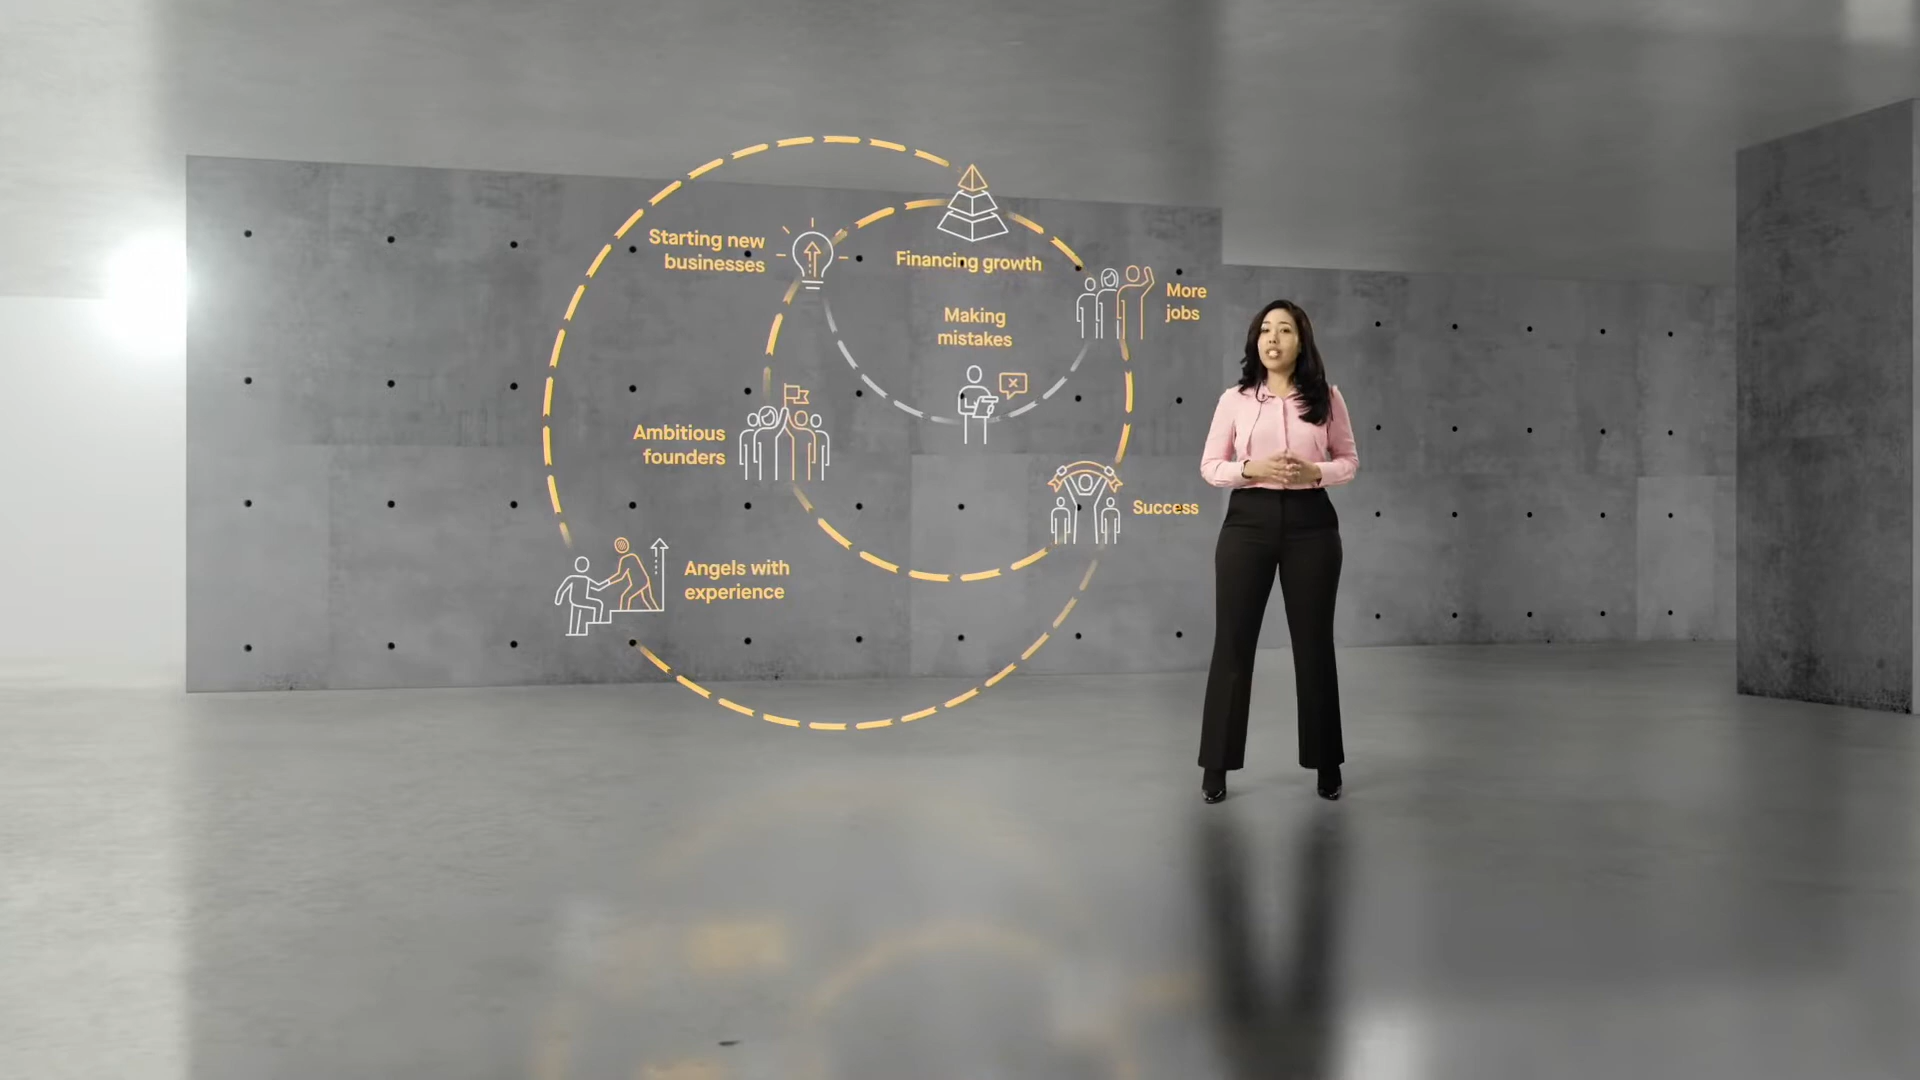 Starting new
businesses
Financing growth
More
jobs
Making
mistakes
Ambitious
founders
Success
Angels with
experience